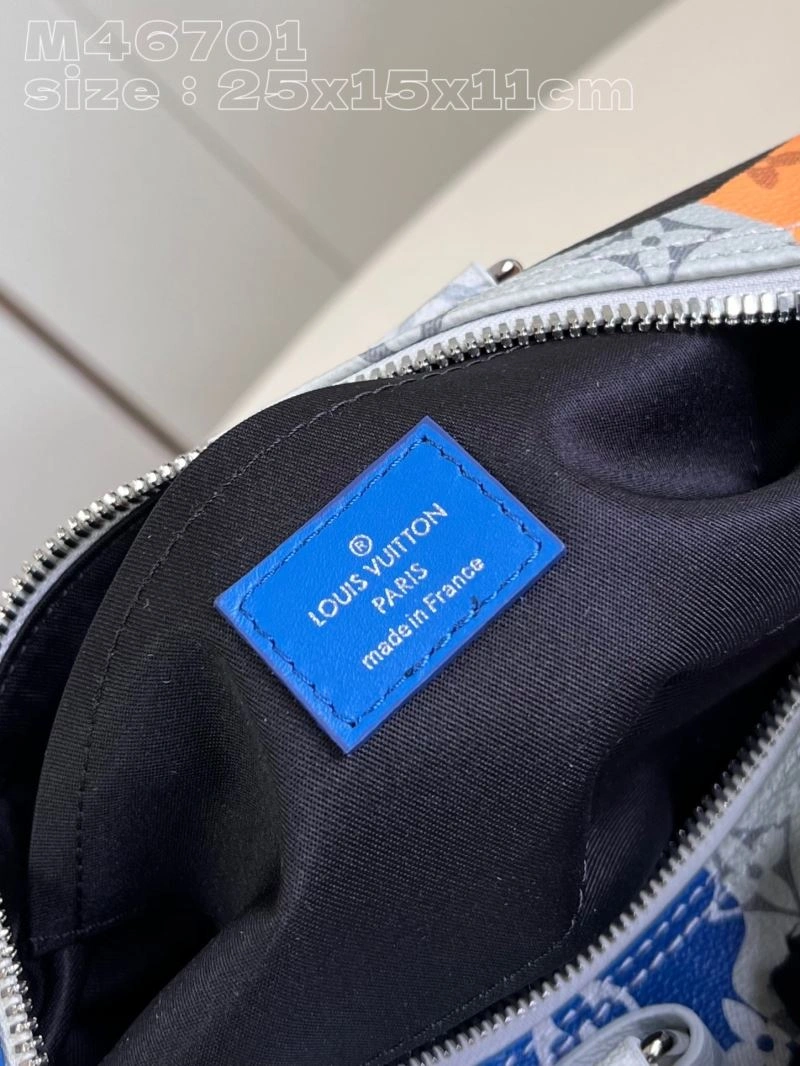 M46701
size：25x15x11cm
®
LOUIS VUITTON
PARIS
made in France